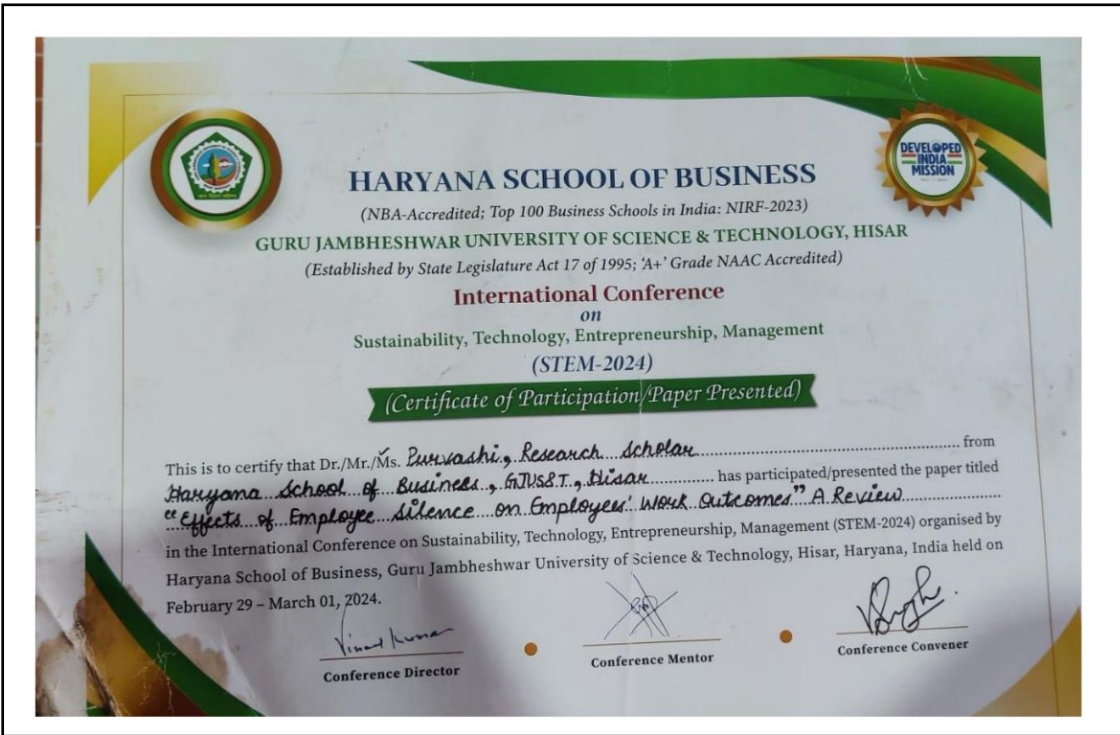 DEVELOPED
INDIA
MISSION
HARYANA SCHOOL OF BUSINESS
(NBA-Accredited; Top 100 Business Schools in India: NIRF-2023)
GURU JAMBHESHWAR UNIVERSITY OF SCIENCE & TECHNOLOGY, HISAR
(Established by State Legislature Act 17 of 1995; 'A+' Grade NAAC Accredited)
International Conference
on
Sustainability, Technology, Entrepreneurship, Management
(STEM-2024)
(Certificate of Participation/Paper Presented)
This is to certify that Dr./Mr./Ms. Purvashi, Research Scholar from
Haryana School of Business, GJUS&T, Hisar has participated/presented the paper titled
"Effects of Employee Silence on Employees' Work Outcomes" A Review
in the International Conference on Sustainability, Technology, Entrepreneurship, Management (STEM-2024) organised by
Haryana School of Business, Guru Jambheshwar University of Science & Technology, Hisar, Haryana, India held on
February 29 – March 01, 2024.
Vinod Kumar
Conference Director
Conference Mentor
Conference Convener